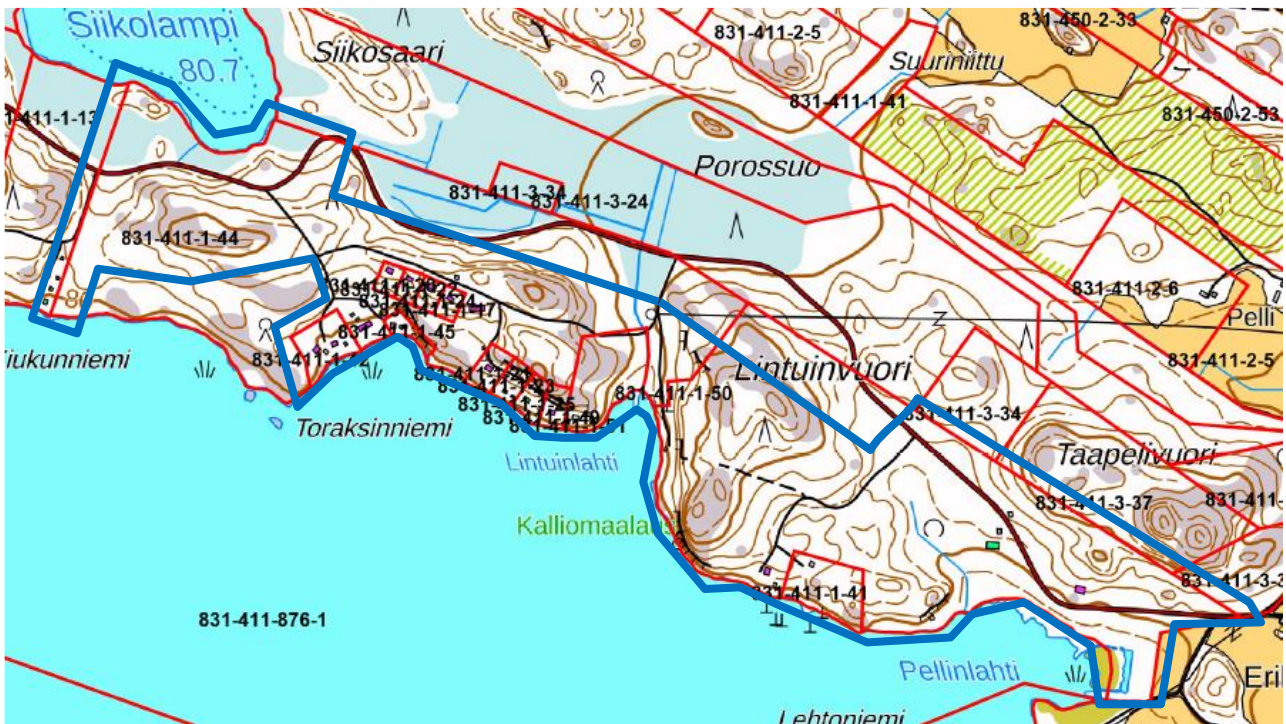 831-450-2-33
Siikolampi
831-411-2-5
Siikosaari
Suuriniittu
80.7
831-411-1-41
831-450-2-53
Porossuo
831-411-3-34
831-411-3-24
831-411-1-44
831-411-2-6
Pelli
831-411-1-45
831-411-2-5
Lintuinvuori
831-411-1-50
831-411-3-34
Toraksinniemi
Taapelivuori
Lintuinlahti
831-411-3-37
Kalliomaalaus
831-411-1-41
831-411-876-1
Pellinlahti
Lehtoniemi